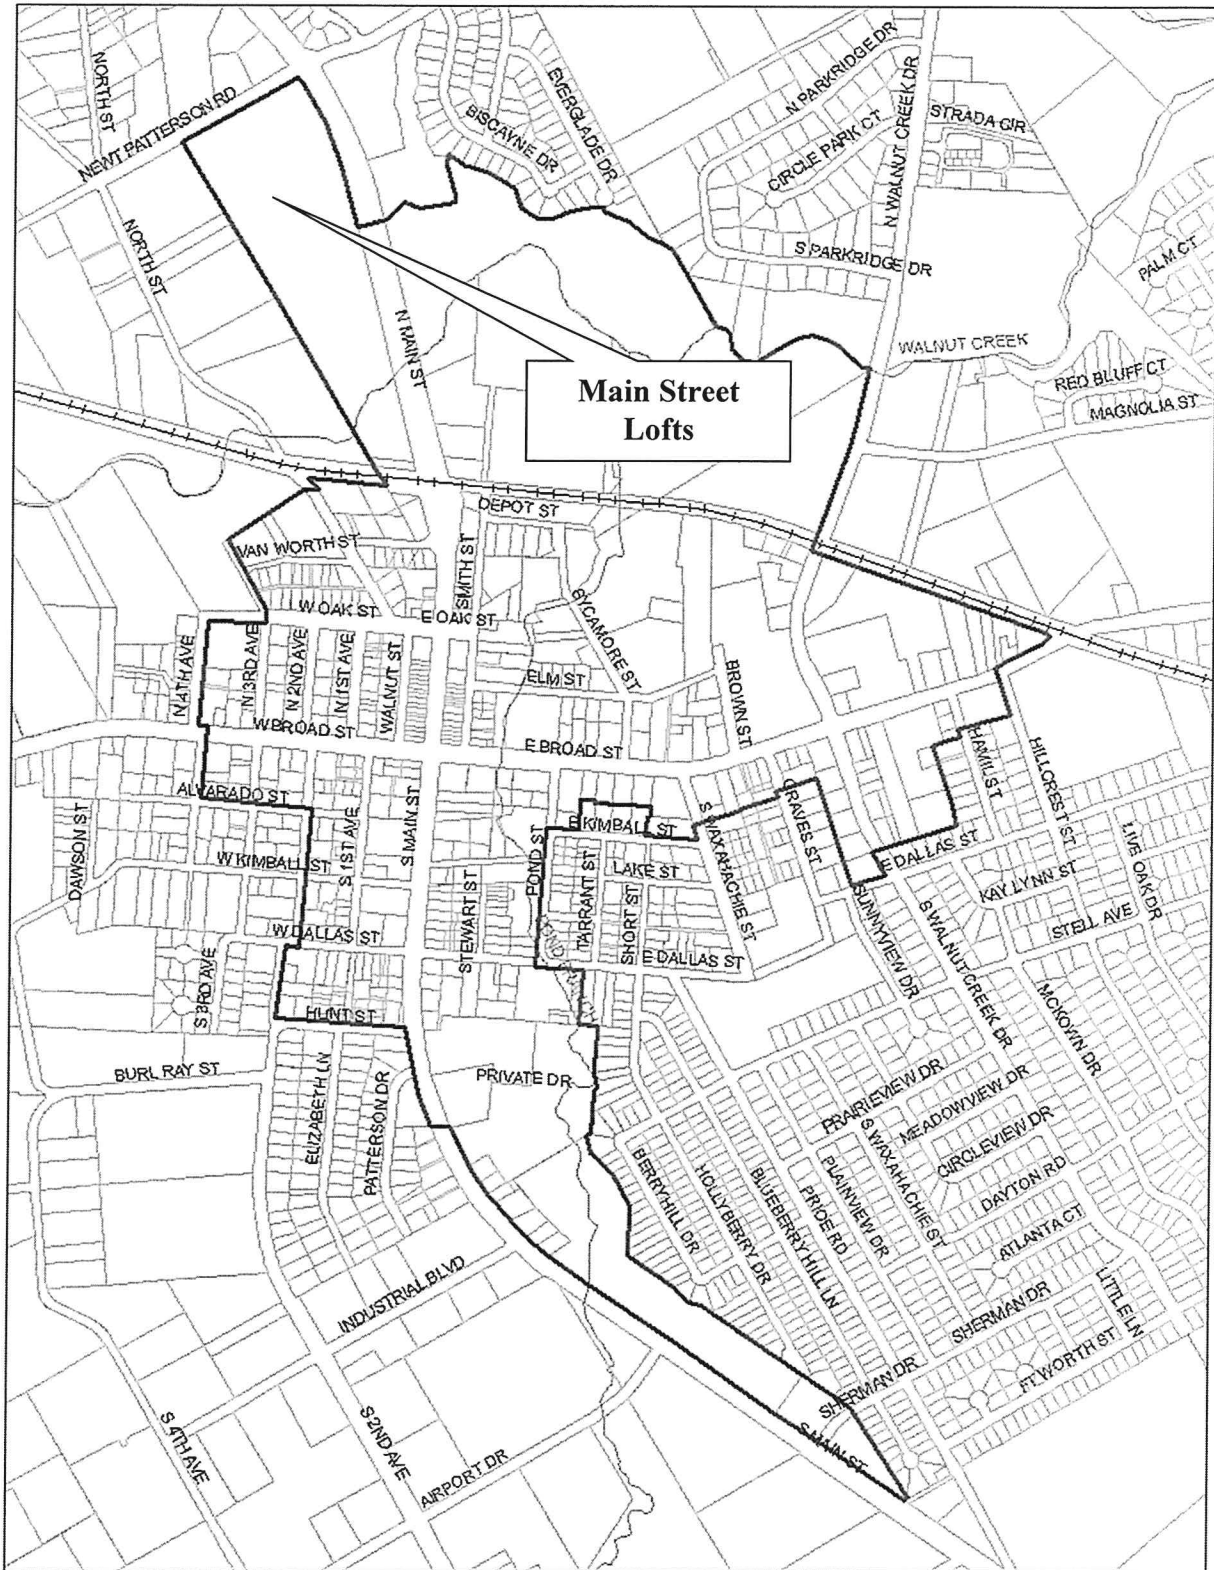 NORTH ST
NEWT PATTERSON RD
EVERGLADE DR
BISCAYNE DR
N PARKRIDGE DR
CIRCLE PARK CT
N WALNUT CREEK DR
STRADA CIR
S PARKRIDGE DR
PALM CT
NORTH ST
N MAIN ST
WALNUT CREEK
RED BLUFF CT
MAGNOLIA ST
Main Street
Lofts
DEPOT ST
VAN WORTH ST
SMITH ST
SYCAMORE ST
W OAK ST
E OAK ST
N 4TH AVE
N 3RD AVE
N 2ND AVE
N 1ST AVE
WALNUT ST
ELM ST
BROWN ST
W BROAD ST
E BROAD ST
HAMIL ST
HILLCREST ST
ALVARADO ST
DAWSON ST
S 1ST AVE
S MAIN ST
E KIMBALL ST
S WAXAHACHIE ST
GRAVES ST
W KIMBALL ST
POND ST
LAKE ST
E DALLAS ST
LIVE OAK DR
KAY LYNN ST
STEWART ST
TARRANT ST
SHORT ST
SUNNYVIEW DR
S WALNUT CREEK DR
STELL AVE
W DALLAS ST
E DALLAS ST
S 3RD AVE
HUNT ST
MCKOWN DR
BURL RAY ST
ELIZABETH LN
PATTERSON DR
PRIVATE DR
PRAIRIEVIEW DR
MEADOWVIEW DR
CIRCLEVIEW DR
S WAXAHACHIE ST
BERRYHILL DR
HOLLYBERRY DR
BLUEBERRY HILL LN
PRIDE RD
PLAINVIEW DR
DAYTON RD
ATLANTA CT
INDUSTRIAL BLVD
SHERMAN DR
LITTLE LN
FT WORTH ST
SHERMAN DR
S MAIN ST
S 4TH AVE
S 2ND AVE
AIRPORT DR